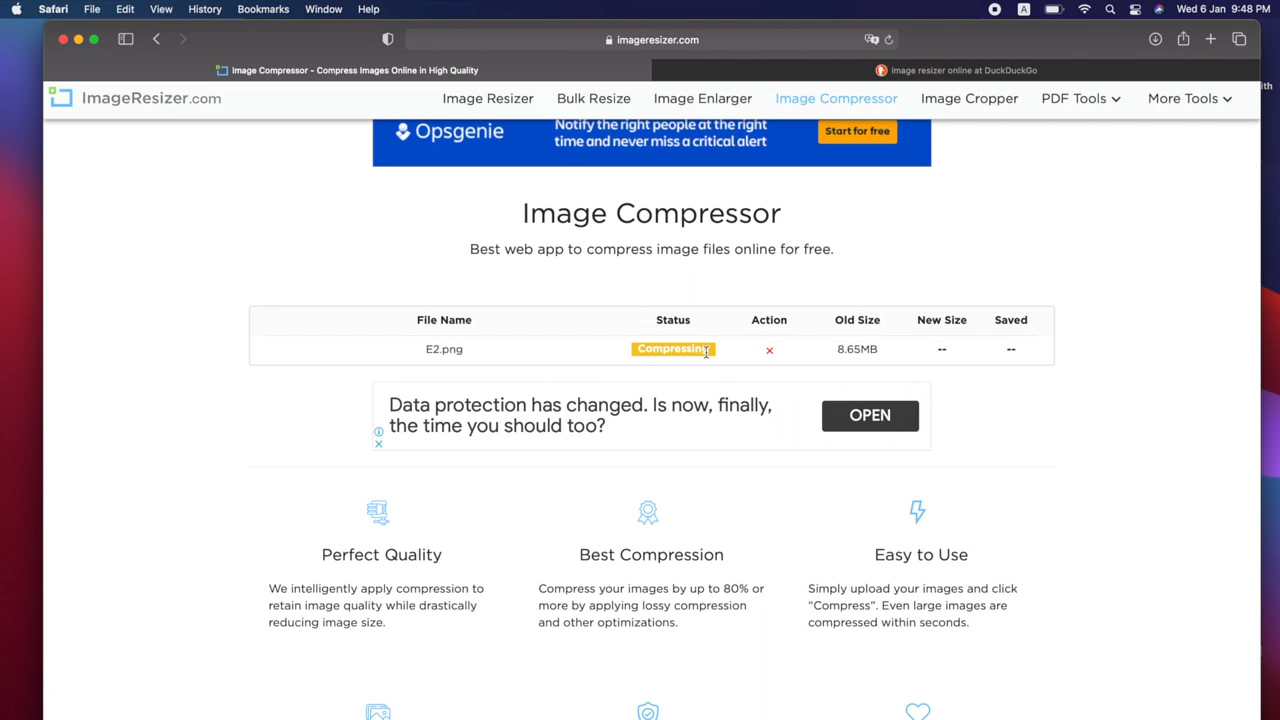 Safari File Edit View History Bookmarks Window Help A Wed 6 Jan 9:48 PM
imageresizer.com
Image Compressor – Compress Images Online in High Quality image resizer online at DuckDuckGo
ith
ImageResizer.com Image Resizer Bulk Resize Image Enlarger Image Compressor Image Cropper PDF Tools More Tools
Opsgenie Notify the right people at the right time and never miss a critical alert Start for free
Image Compressor
Best web app to compress image files online for free.
File Name Status Action Old Size New Size Saved
E2.png Compressing 8.65MB -- --
Data protection has changed. Is now, finally,
the time you should too?
OPEN
Perfect Quality Best Compression Easy to Use
We intelligently apply compression to
retain image quality while drastically
reducing image size.
Compress your images by up to 80% or
more by applying lossy compression
and other optimizations.
Simply upload your images and click
“Compress”. Even large images are
compressed within seconds.